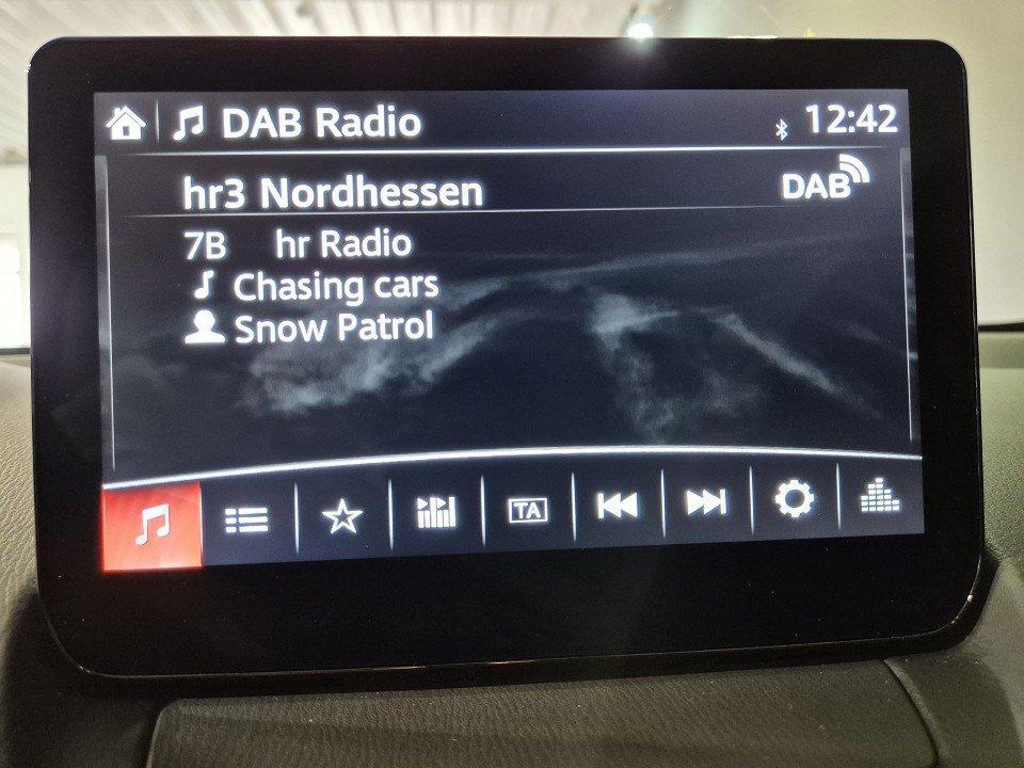 DAB Radio 12:42
hr3 Nordhessen DAB
7B hr Radio
Chasing cars
Snow Patrol
TA